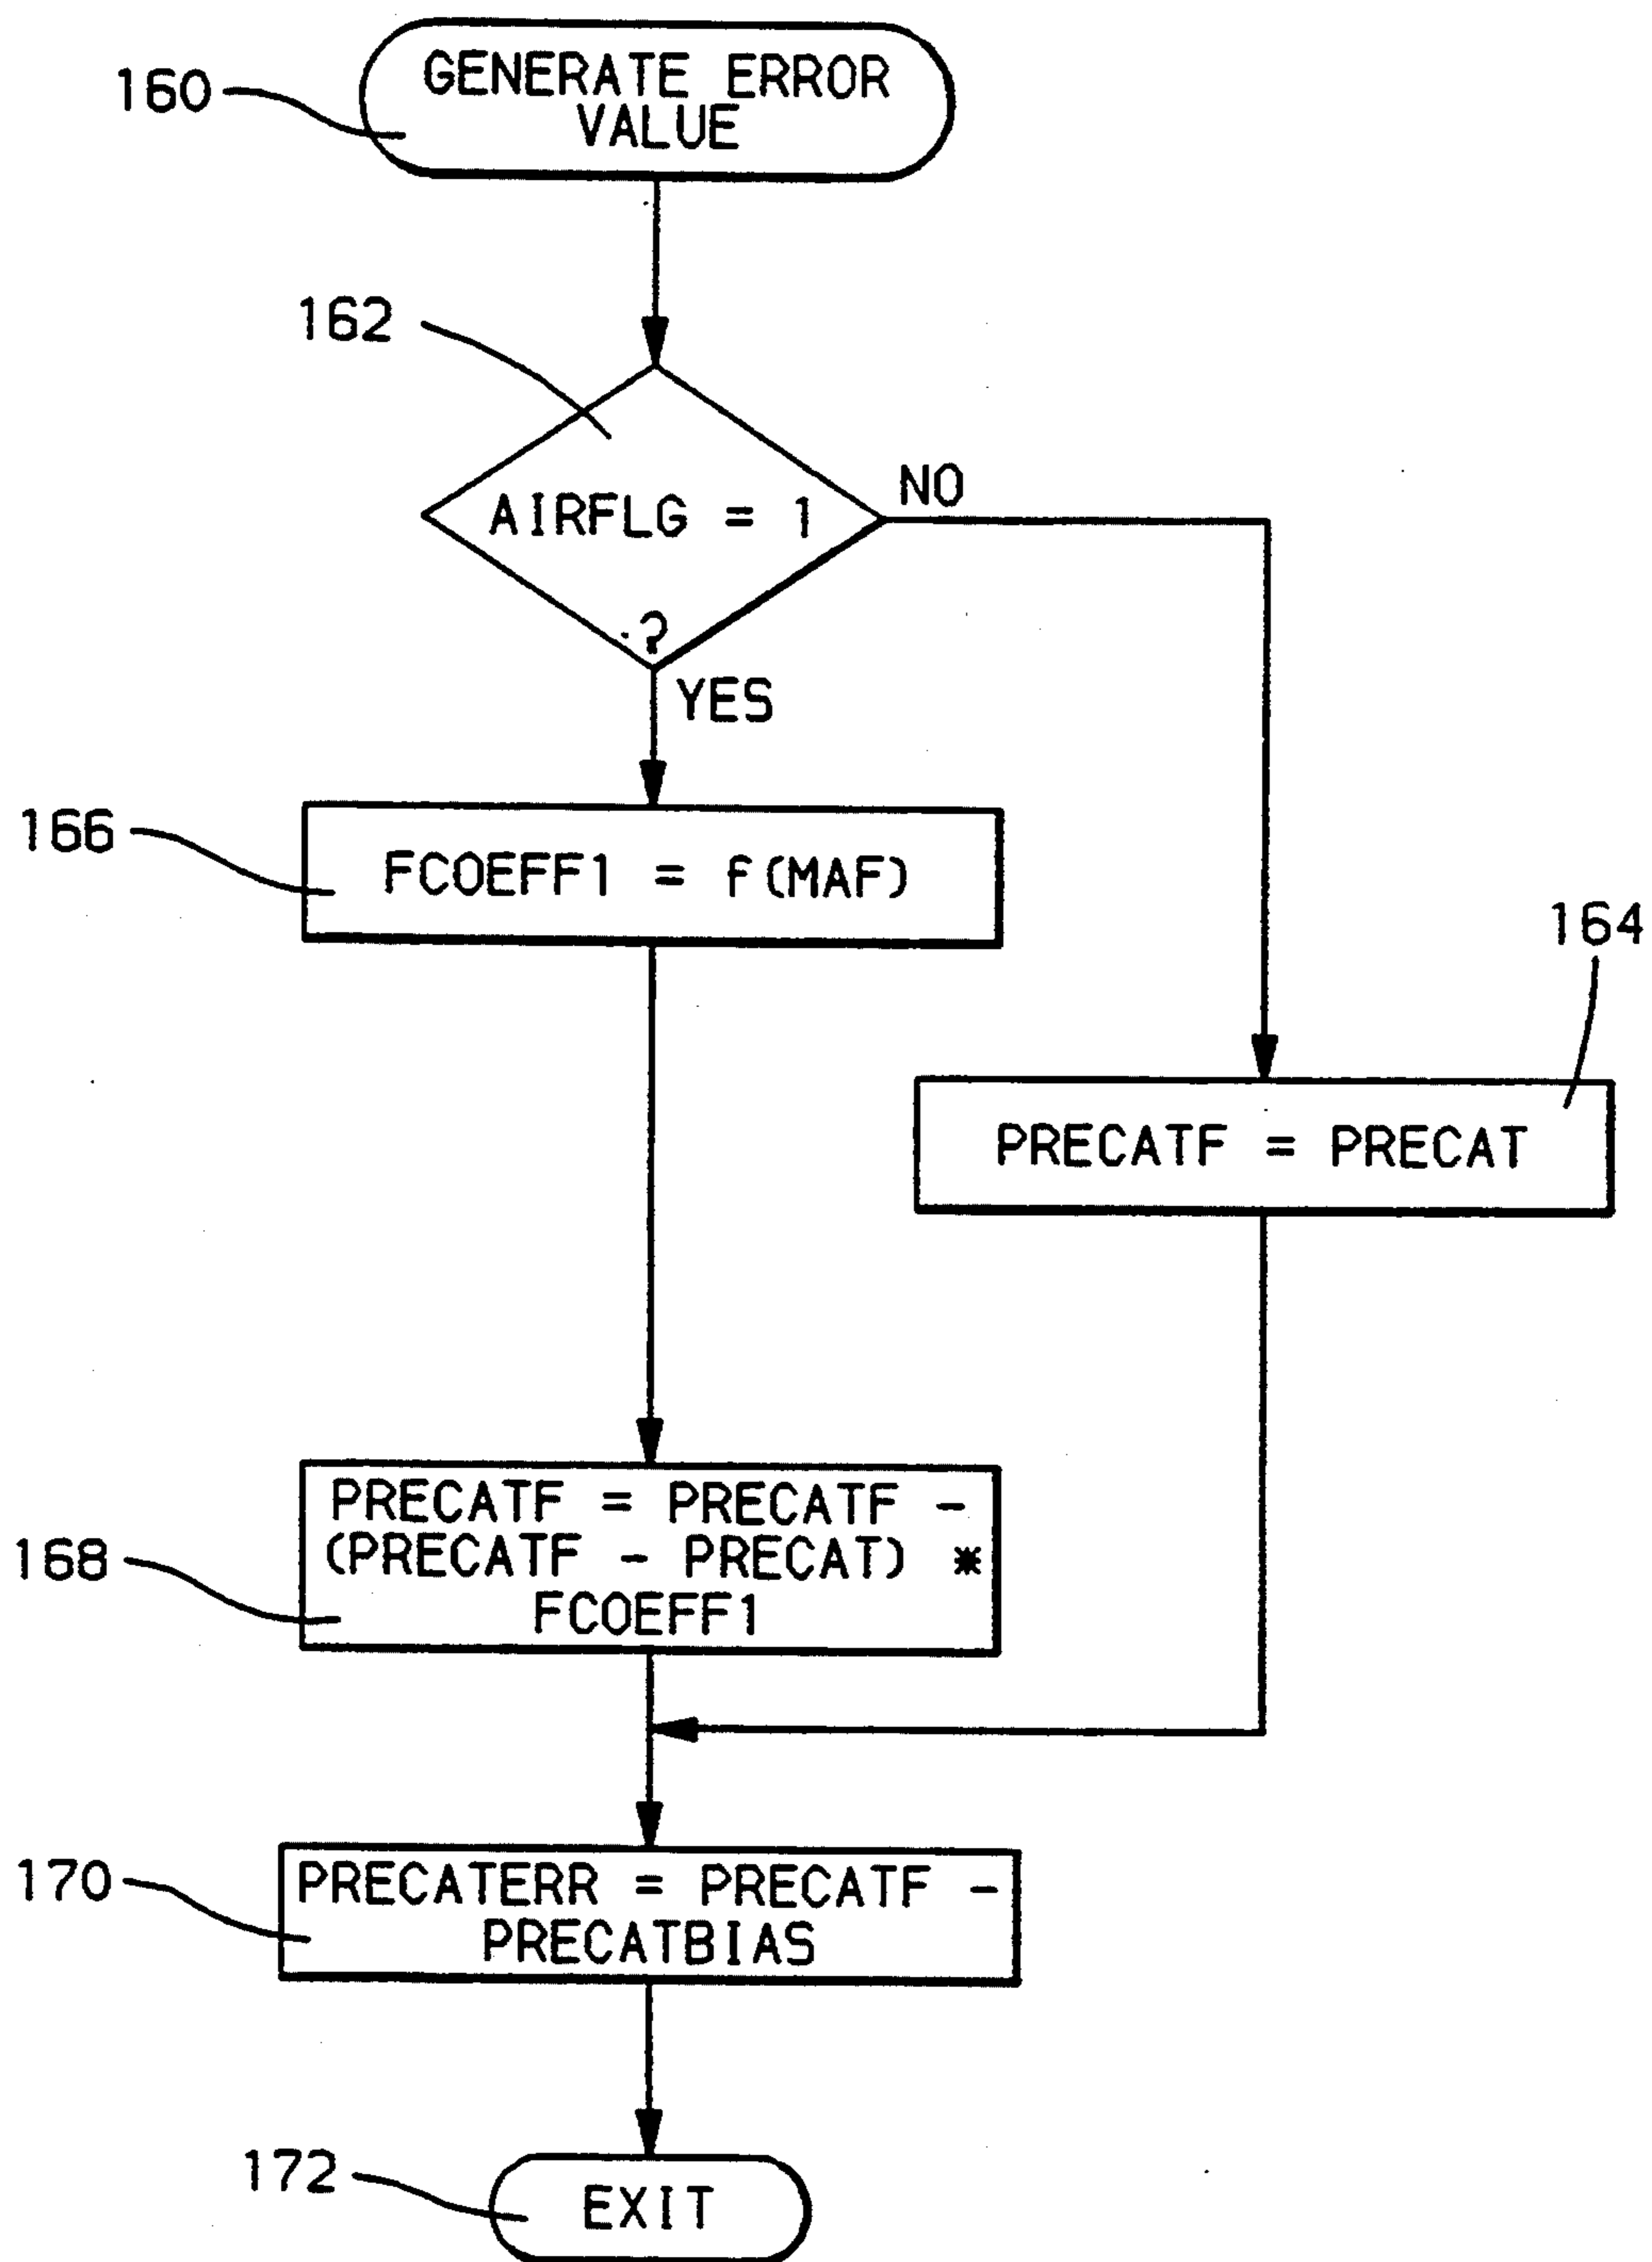 160
GENERATE ERROR
VALUE
162
AIRFLG = 1
?
NO
YES
166
FCOEFF1 = f(MAF)
164
PRECATF = PRECAT
168
PRECATF = PRECATF -
(PRECATF - PRECAT) *
FCOEFF1
170
PRECATERR = PRECATF -
PRECATBIAS
172
EXIT